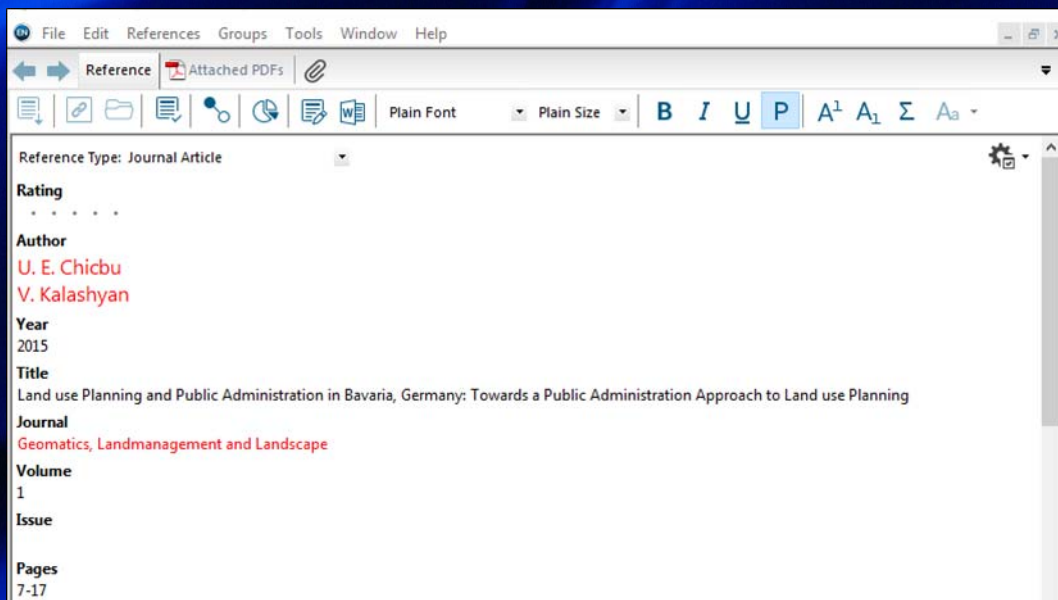 EN File Edit References Groups Tools Window Help
Reference Attached PDFs
Plain Font Plain Size B I U P A1 A1 Σ Aa
Reference Type: Journal Article
Rating
Author
U. E. Chicbu
V. Kalashyan
Year
2015
Title
Land use Planning and Public Administration in Bavaria, Germany: Towards a Public Administration Approach to Land use Planning
Journal
Geomatics, Landmanagement and Landscape
Volume
1
Issue
Pages
7-17